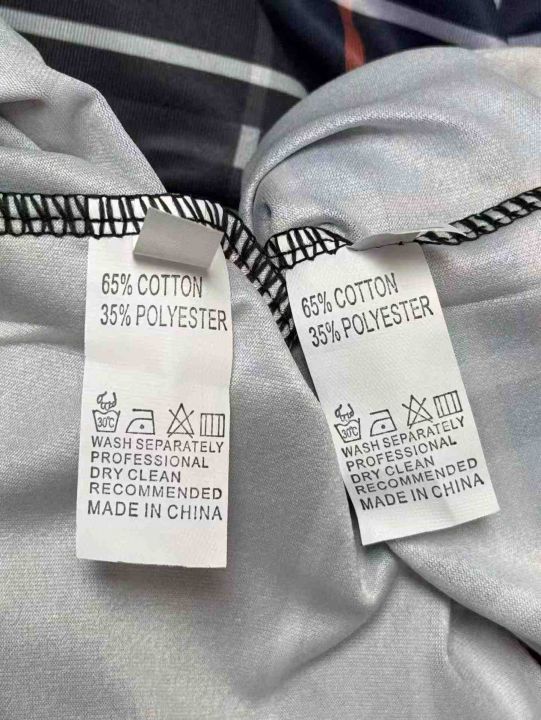 65% COTTON
35% POLYESTER
30°C
WASH SEPARATELY
PROFESSIONAL
DRY CLEAN
RECOMMENDED
MADE IN CHINA
65% COTTON
35% POLYESTER
30°C
WASH SEPARATELY
PROFESSIONAL
DRY CLEAN
RECOMMENDED
MADE IN CHINA